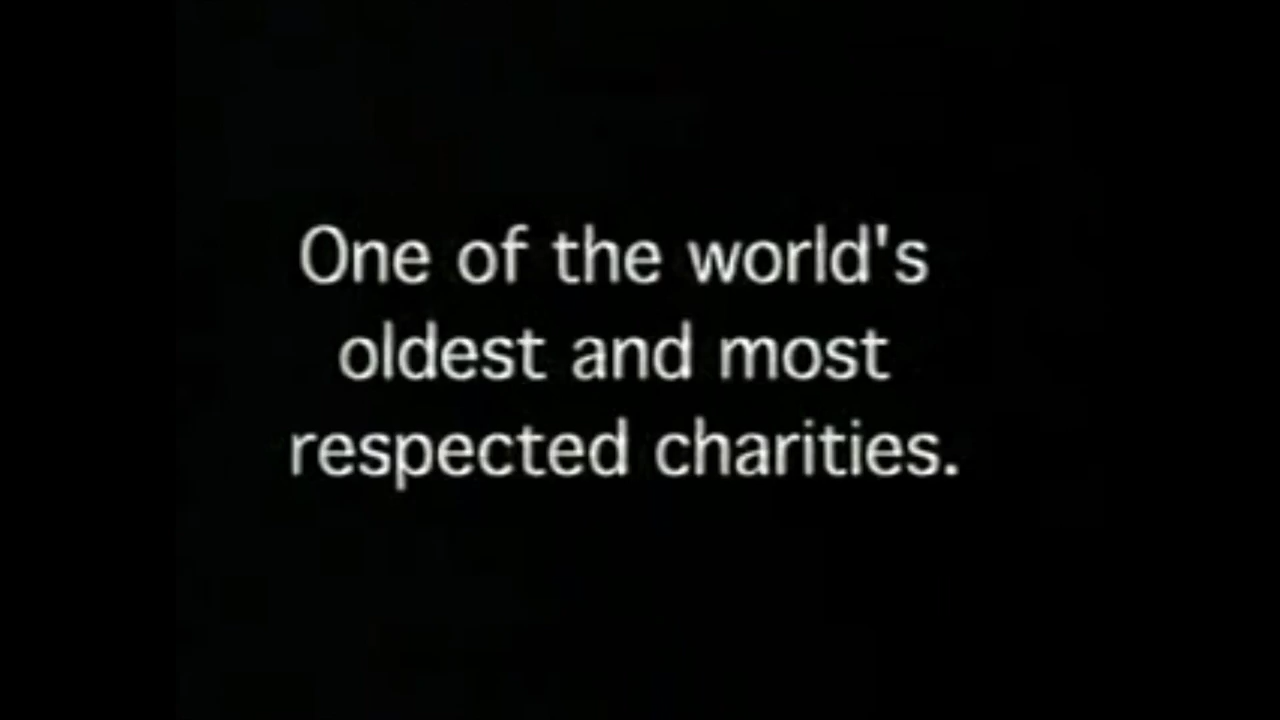 One of the world's
oldest and most
respected charities.